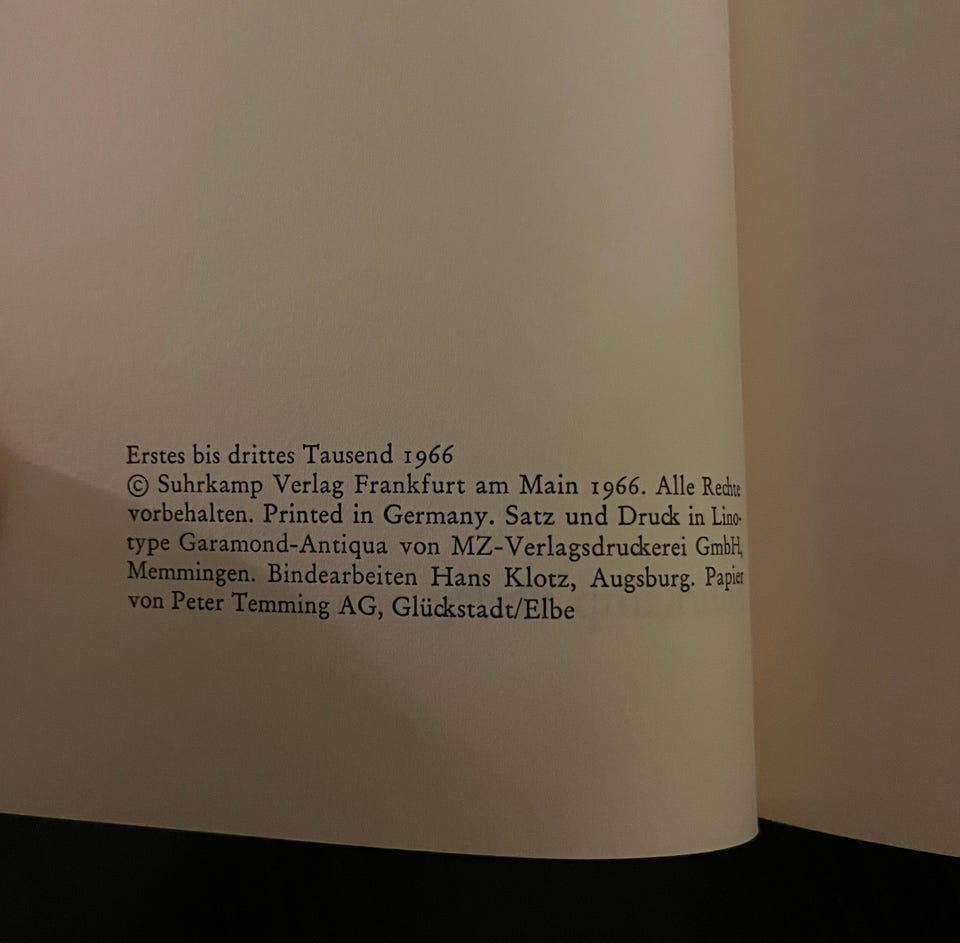 Erstes bis drittes Tausend 1966
© Suhrkamp Verlag Frankfurt am Main 1966. Alle Rechte
vorbehalten. Printed in Germany. Satz und Druck in Lino-
type Garamond-Antiqua von MZ-Verlagsdruckerei GmbH,
Memmingen. Bindearbeiten Hans Klotz, Augsburg. Papier
von Peter Temming AG, Glückstadt/Elbe